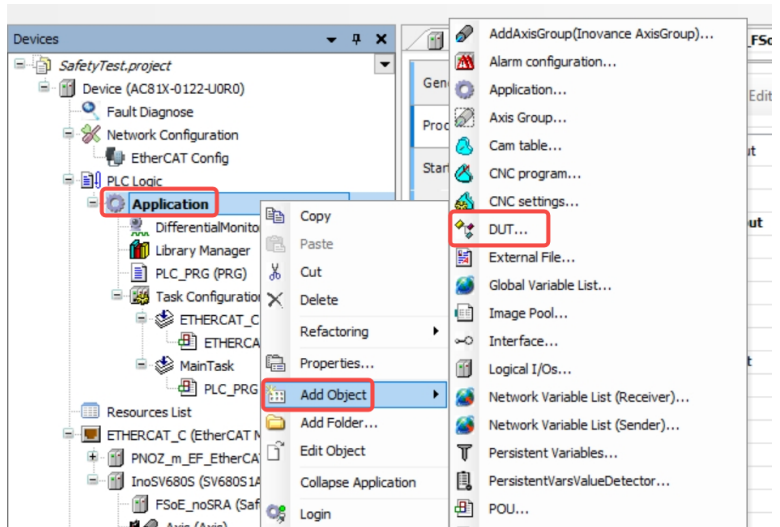 Devices
SafetyTest.project
Device (AC81X-0122-U0R0)
Fault Diagnose
Network Configuration
EtherCAT Config
PLC Logic
Application
DifferentialMonito
Library Manager
PLC_PRG (PRG)
Task Configuration
ETHERCAT_C
ETHERCA
MainTask
PLC_PRG
Resources List
ETHERCAT_C (EtherCAT M
PNOZ_m_EF_EtherCA
InoSV680S (SV680S1A
FSoE_noSRA (Saf
Axis (Axis)
Copy
Paste
Cut
Delete
Refactoring
Properties...
Add Object
Add Folder...
Edit Object
Collapse Application
Login
Gen
Proc
Start
AddAxisGroup(Inovance AxisGroup)...
Alarm configuration...
Application...
Axis Group...
Cam table...
CNC program...
CNC settings...
DUT...
External File...
Global Variable List...
Image Pool...
Interface...
Logical I/Os...
Network Variable List (Receiver)...
Network Variable List (Sender)...
Persistent Variables...
PersistentVarsValueDetector...
POU...
_FSo
Edit
ut